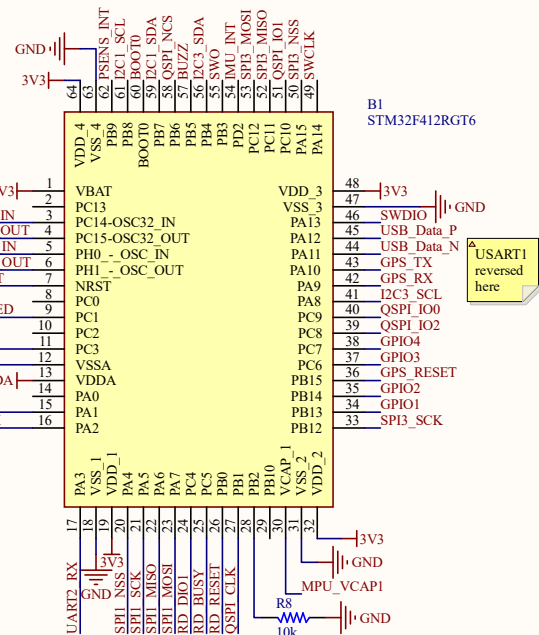 GND
3V3
PSENS_INT
I2C1_SCL
BOOT0
I2C1_SDA
QSPI_NCS
BUZZ
I2C3_SDA
SWO
IMU_INT
SPI3_MOSI
SPI3_MISO
QSPI_IO1
SPI3_NSS
SWCLK
64 63 62 61 60 59 58 57 56 55 54 53 52 51 50 49
VDD_4
VSS_4
PB9
PB8
BOOT0
PB7
PB6
PB5
PB4
PB3
PD2
PC12
PC11
PC10
PA15
PA14
B1
STM32F412RGT6
V3 1 VBAT
2 PC13
IN 3 PC14-OSC32_IN
OUT 4 PC15-OSC32_OUT
IN 5 PH0_-_OSC_IN
OUT 6 PH1_-_OSC_OUT
T 7 NRST
8 PC0
ED 9 PC1
10 PC2
11 PC3
12 VSSA
DA 13 VDDA
14 PA0
15 PA1
16 PA2
VDD_3 48 3V3
VSS_3 47 GND
PA13 46 SWDIO
PA12 45 USB_Data_P
PA11 44 USB_Data_N
PA10 43 GPS_TX
PA9 42 GPS_RX
PA8 41 I2C3_SCL
PC9 40 QSPI_IO0
PC8 39 QSPI_IO2
PC7 38 GPIO4
PC6 37 GPIO3
PB15 36 GPS_RESET
PB14 35 GPIO2
PB13 34 GPIO1
PB12 33 SPI3_SCK
USART1
reversed
here
PA3
VSS_1
VDD_1
PA4
PA5
PA6
PA7
PC4
PC5
PB0
PB1
PB2
PB10
VCAP_1
VSS_2
VDD_2
17 18 19 20 21 22 23 24 25 26 27 28 29 30 31 32
UART2_RX
GND
3V3
SPI1_NSS
SPI1_SCK
SPI1_MISO
SPI1_MOSI
RD_DIO1
RD_BUSY
RD_RESET
QSPI_CLK
3V3
GND
MPU_VCAP1
R8
GND
10k